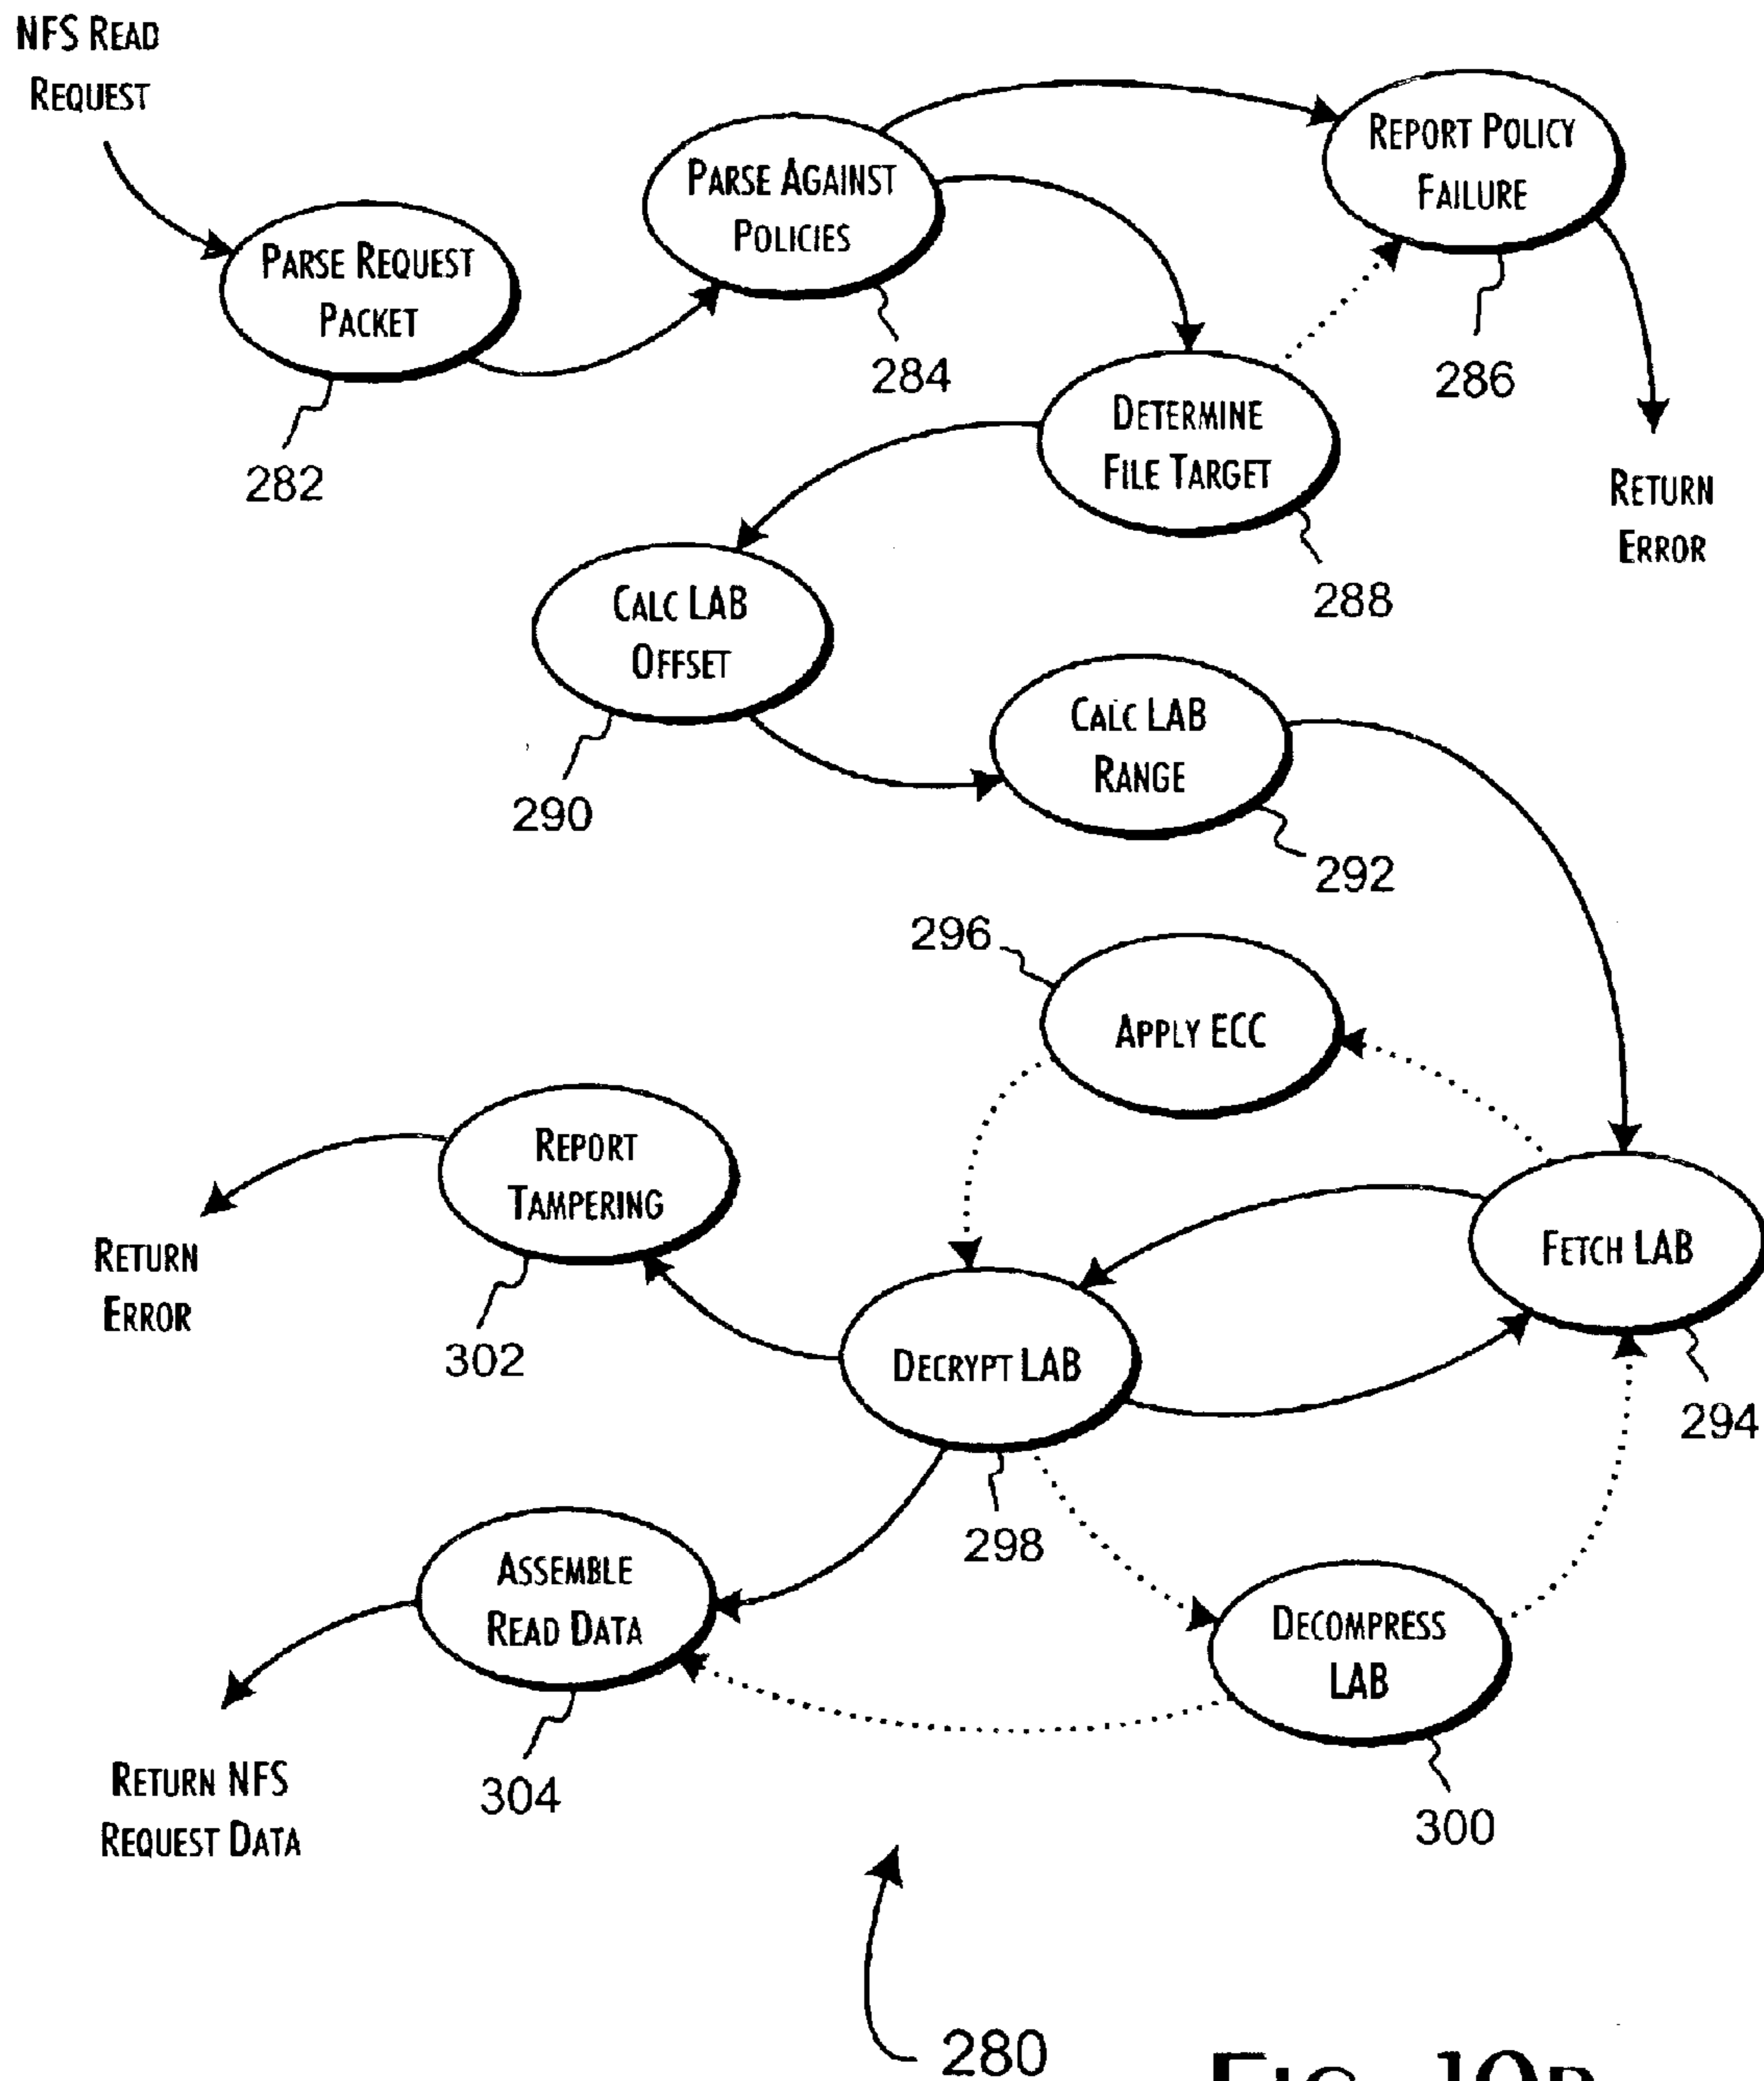 NFS READ
REQUEST
PARSE REQUEST
PACKET
282
PARSE AGAINST
POLICIES
284
REPORT POLICY
FAILURE
286
RETURN
ERROR
DETERMINE
FILE TARGET
288
CALC LAB
OFFSET
290
CALC LAB
RANGE
292
296
APPLY ECC
REPORT
TAMPERING
302
RETURN
ERROR
FETCH LAB
294
DECRYPT LAB
298
ASSEMBLE
READ DATA
304
RETURN NFS
REQUEST DATA
DECOMPRESS
LAB
300
280
FIG. 10B